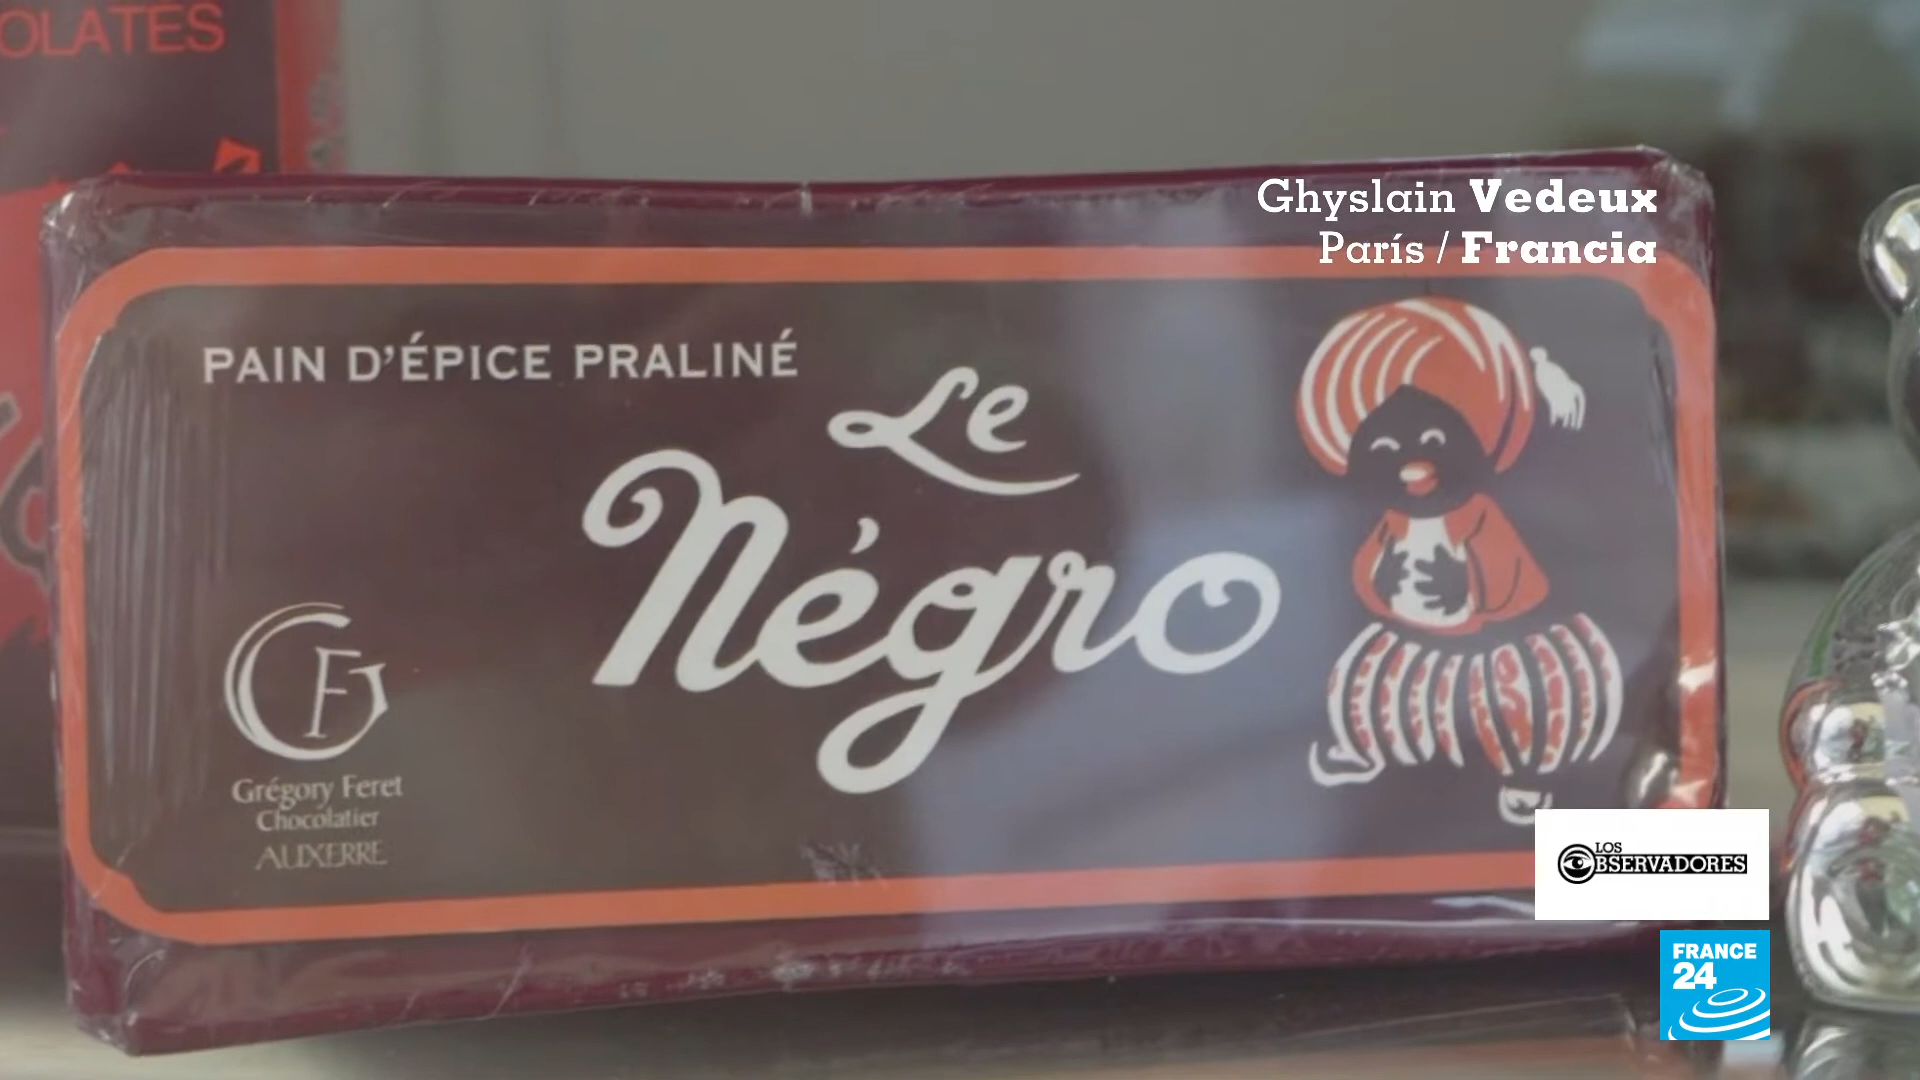 OLATES
Ghyslain Vedeux
París / Francia
PAIN D'ÉPICE PRALINÉ
Le
Négro
GF
Grégory Feret
Chocolatier
AUXERRE
LOS
OBSERVADORES
FRANCE
24